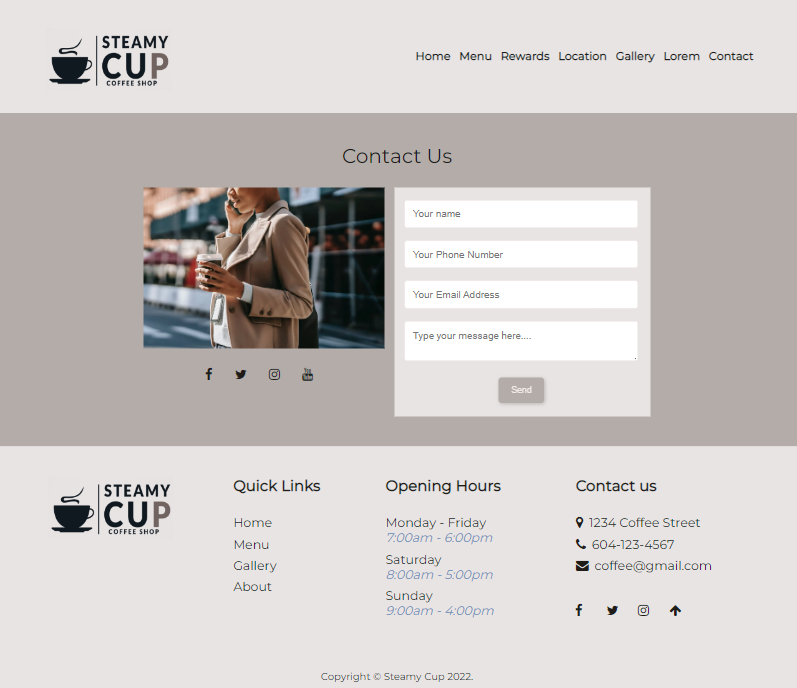 STEAMY
CUP
COFFEE SHOP
Home Menu Rewards Location Gallery Lorem Contact
Contact Us
Your name
Your Phone Number
Your Email Address
Type your message here....
Send
STEAMY
CUP
COFFEE SHOP
Quick Links
Home
Menu
Gallery
About
Opening Hours
Monday - Friday
7:00am - 6:00pm
Saturday
8:00am - 5:00pm
Sunday
9:00am - 4:00pm
Contact us
1234 Coffee Street
604-123-4567
coffee@gmail.com
Copyright © Steamy Cup 2022.